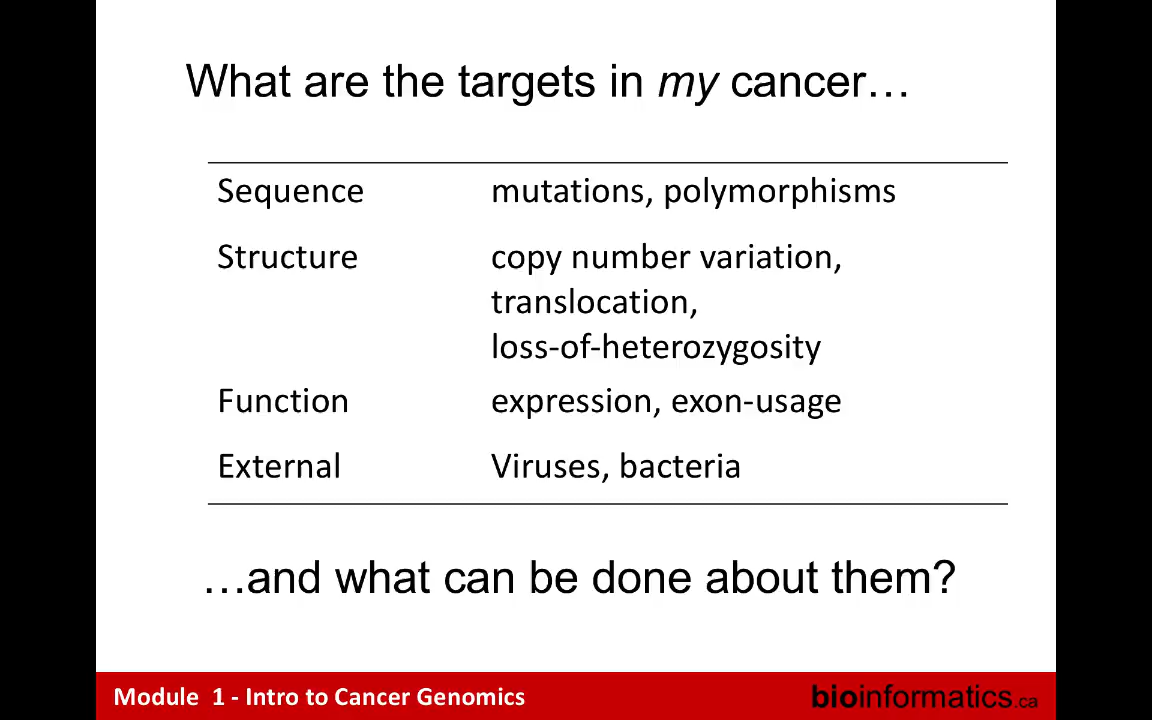 What are the targets in my cancer…
Sequence mutations, polymorphisms
Structure copy number variation,
translocation,
loss-of-heterozygosity
Function expression, exon-usage
External Viruses, bacteria
…and what can be done about them?
Module 1 - Intro to Cancer Genomics bioinformatics.ca